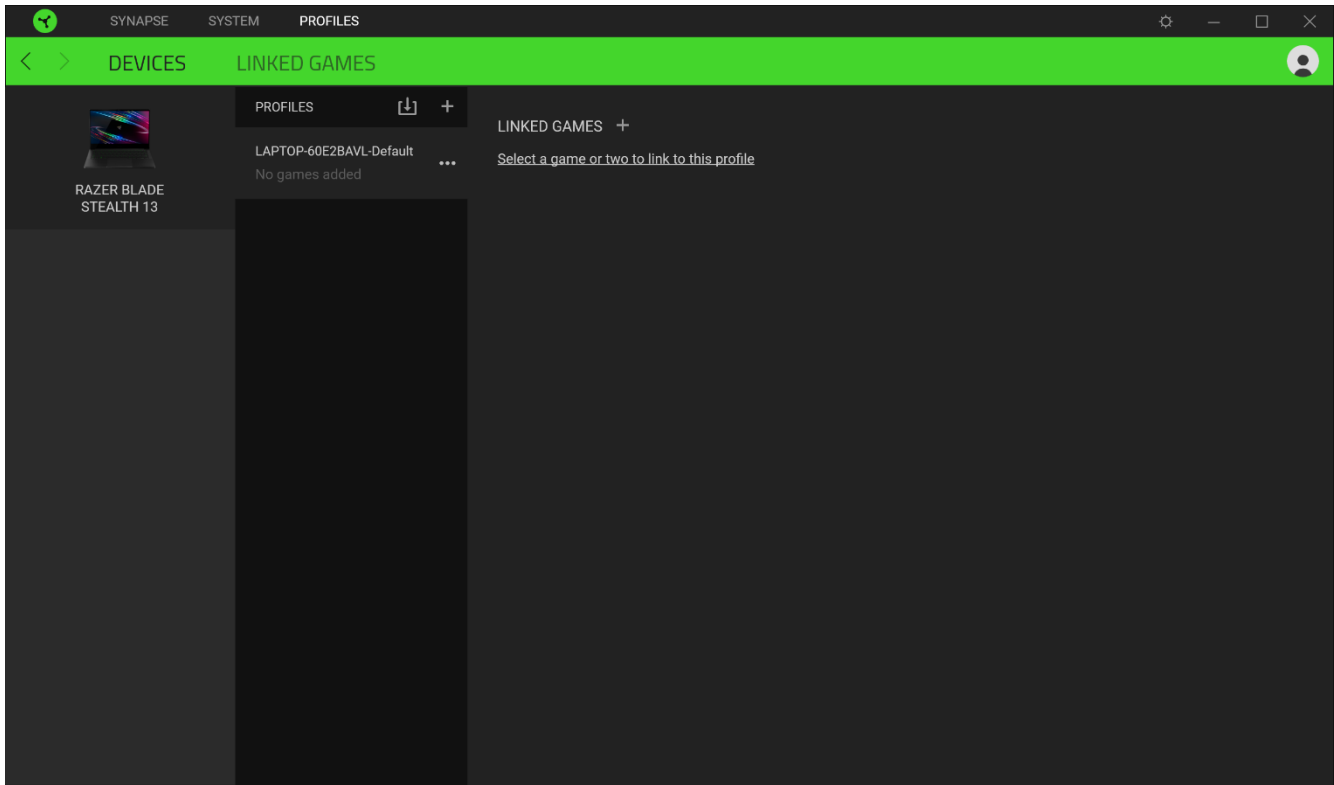 SYNAPSE SYSTEM PROFILES
DEVICES LINKED GAMES
RAZER BLADE
STEALTH 13
PROFILES
LAPTOP-60E2BAVL-Default
No games added
LINKED GAMES
Select a game or two to link to this profile